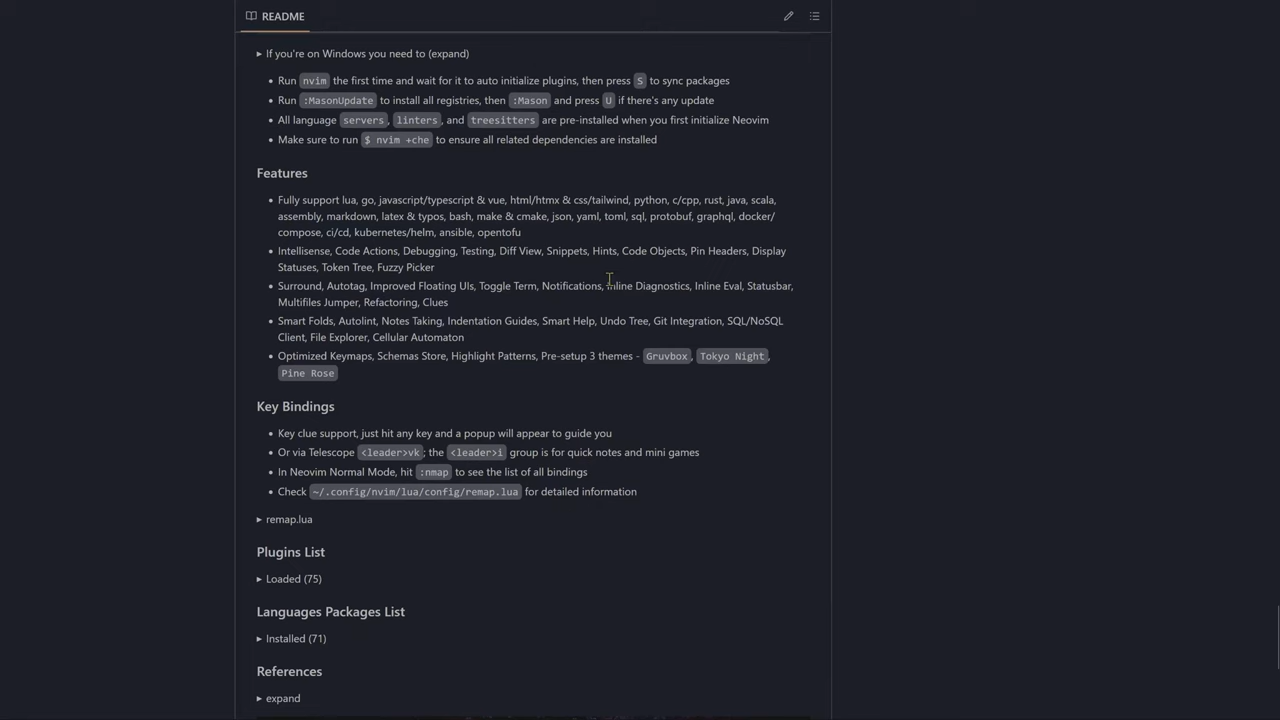 README
If you're on Windows you need to (expand)
Run nvim the first time and wait for it to auto initialize plugins, then press S to sync packages
Run :MasonUpdate to install all registries, then :Mason and press U if there's any update
All language servers, linters, and treesitters are pre-installed when you first initialize Neovim
Make sure to run $ nvim +che to ensure all related dependencies are installed
Features
Fully support lua, go, javascript/typescript & vue, html/htmx & css/tailwind, python, c/cpp, rust, java, scala,
assembly, markdown, latex & typos, bash, make & cmake, json, yaml, toml, sql, protobuf, graphql, docker/
compose, ci/cd, kubernetes/helm, ansible, opentofu
Intellisense, Code Actions, Debugging, Testing, Diff View, Snippets, Hints, Code Objects, Pin Headers, Display
Statuses, Token Tree, Fuzzy Picker
Surround, Autotag, Improved Floating UIs, Toggle Term, Notifications, Inline Diagnostics, Inline Eval, Statusbar,
Multifiles Jumper, Refactoring, Clues
Smart Folds, Autolint, Notes Taking, Indentation Guides, Smart Help, Undo Tree, Git Integration, SQL/NoSQL
Client, File Explorer, Cellular Automaton
Optimized Keymaps, Schemas Store, Highlight Patterns, Pre-setup 3 themes - Gruvbox, Tokyo Night,
Pine Rose
Key Bindings
Key clue support, just hit any key and a popup will appear to guide you
Or via Telescope <leader>vk; the <leader>i group is for quick notes and mini games
In Neovim Normal Mode, hit :nmap to see the list of all bindings
Check ~/.config/nvim/lua/config/remap.lua for detailed information
remap.lua
Plugins List
Loaded (75)
Languages Packages List
Installed (71)
References
expand